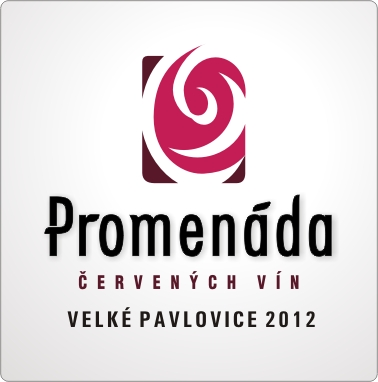 Promenáda
ČERVENÝCH VÍN
VELKÉ PAVLOVICE 2012